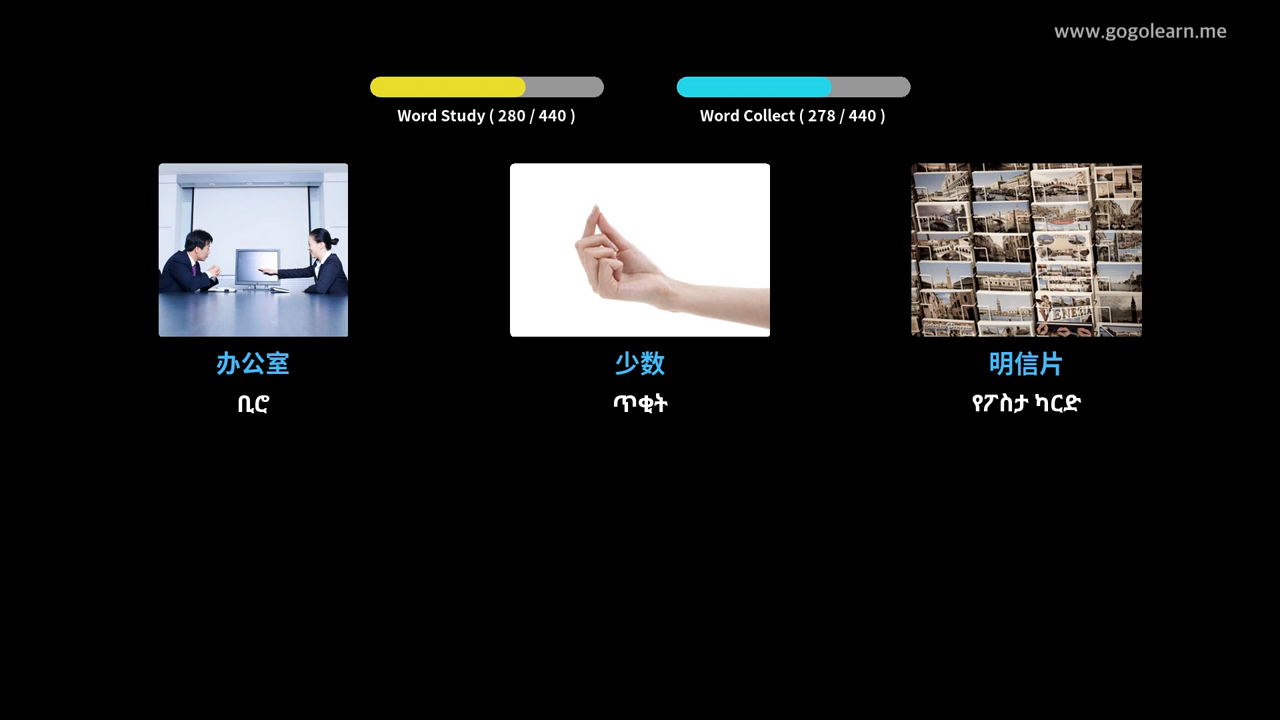 www.gogolearn.me
Word Study ( 280 / 440 )
Word Collect ( 278 / 440 )
办公室
少数
明信片
ቢሮ
ጥቂት
የፖስታ ካርድ
VENEZIA